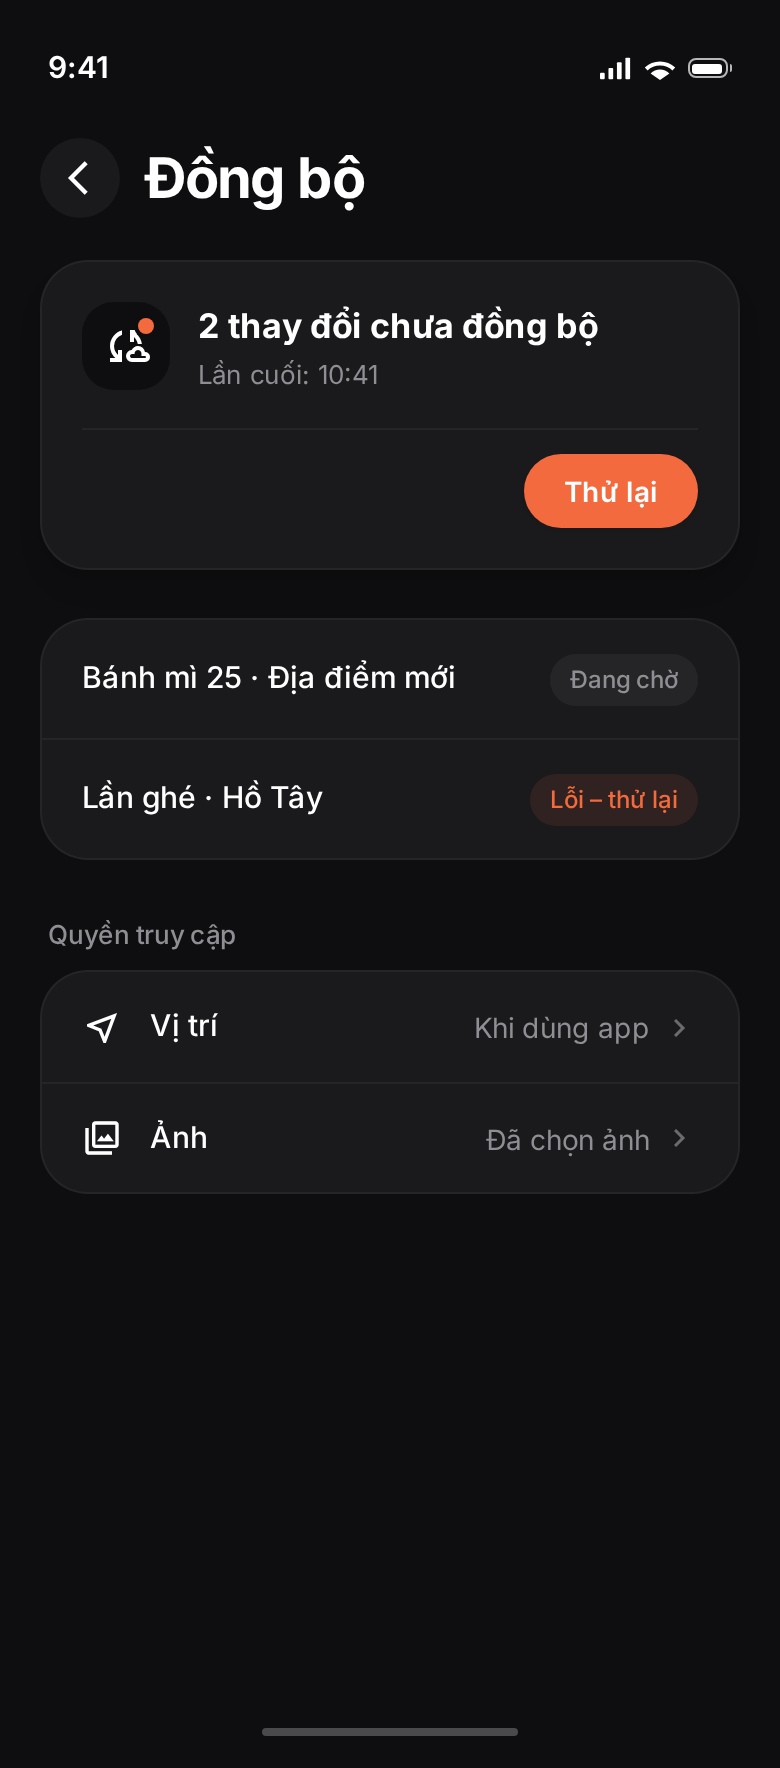 9:41
Đồng bộ
2 thay đổi chưa đồng bộ
Lần cuối: 10:41
Thử lại
Bánh mì 25 · Địa điểm mới
Đang chờ
Lần ghé · Hồ Tây
Lỗi – thử lại
Quyền truy cập
Vị trí
Khi dùng app
Ảnh
Đã chọn ảnh